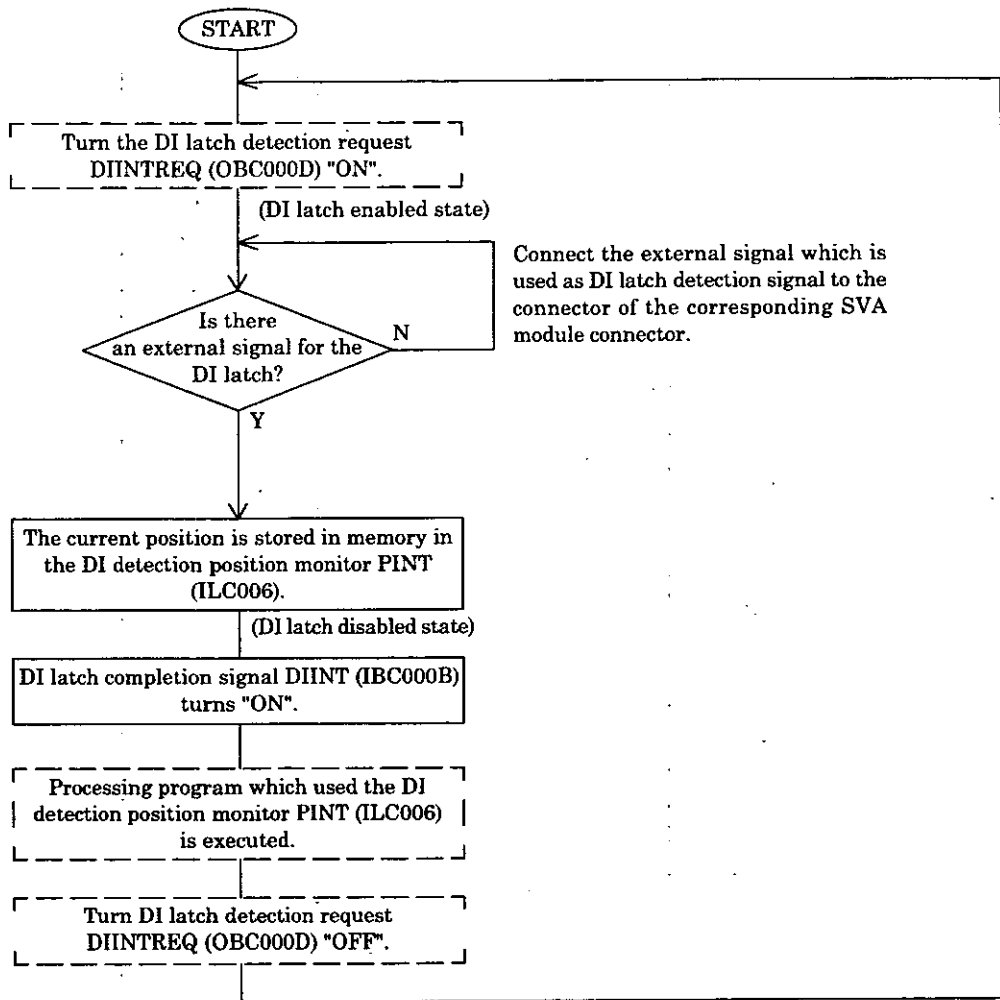 START
Turn the DI latch detection request
DIINTREQ (OBC000D) "ON".
(DI latch enabled state)
Connect the external signal which is
used as DI latch detection signal to the
connector of the corresponding SVA
module connector.
Is there
an external signal for the
DI latch?
N
Y
The current position is stored in memory in
the DI detection position monitor PINT
(ILC006).
(DI latch disabled state)
DI latch completion signal DIINT (IBC000B)
turns "ON".
Processing program which used the DI
detection position monitor PINT (ILC006)
is executed.
Turn DI latch detection request
DIINTREQ (OBC000D) "OFF".